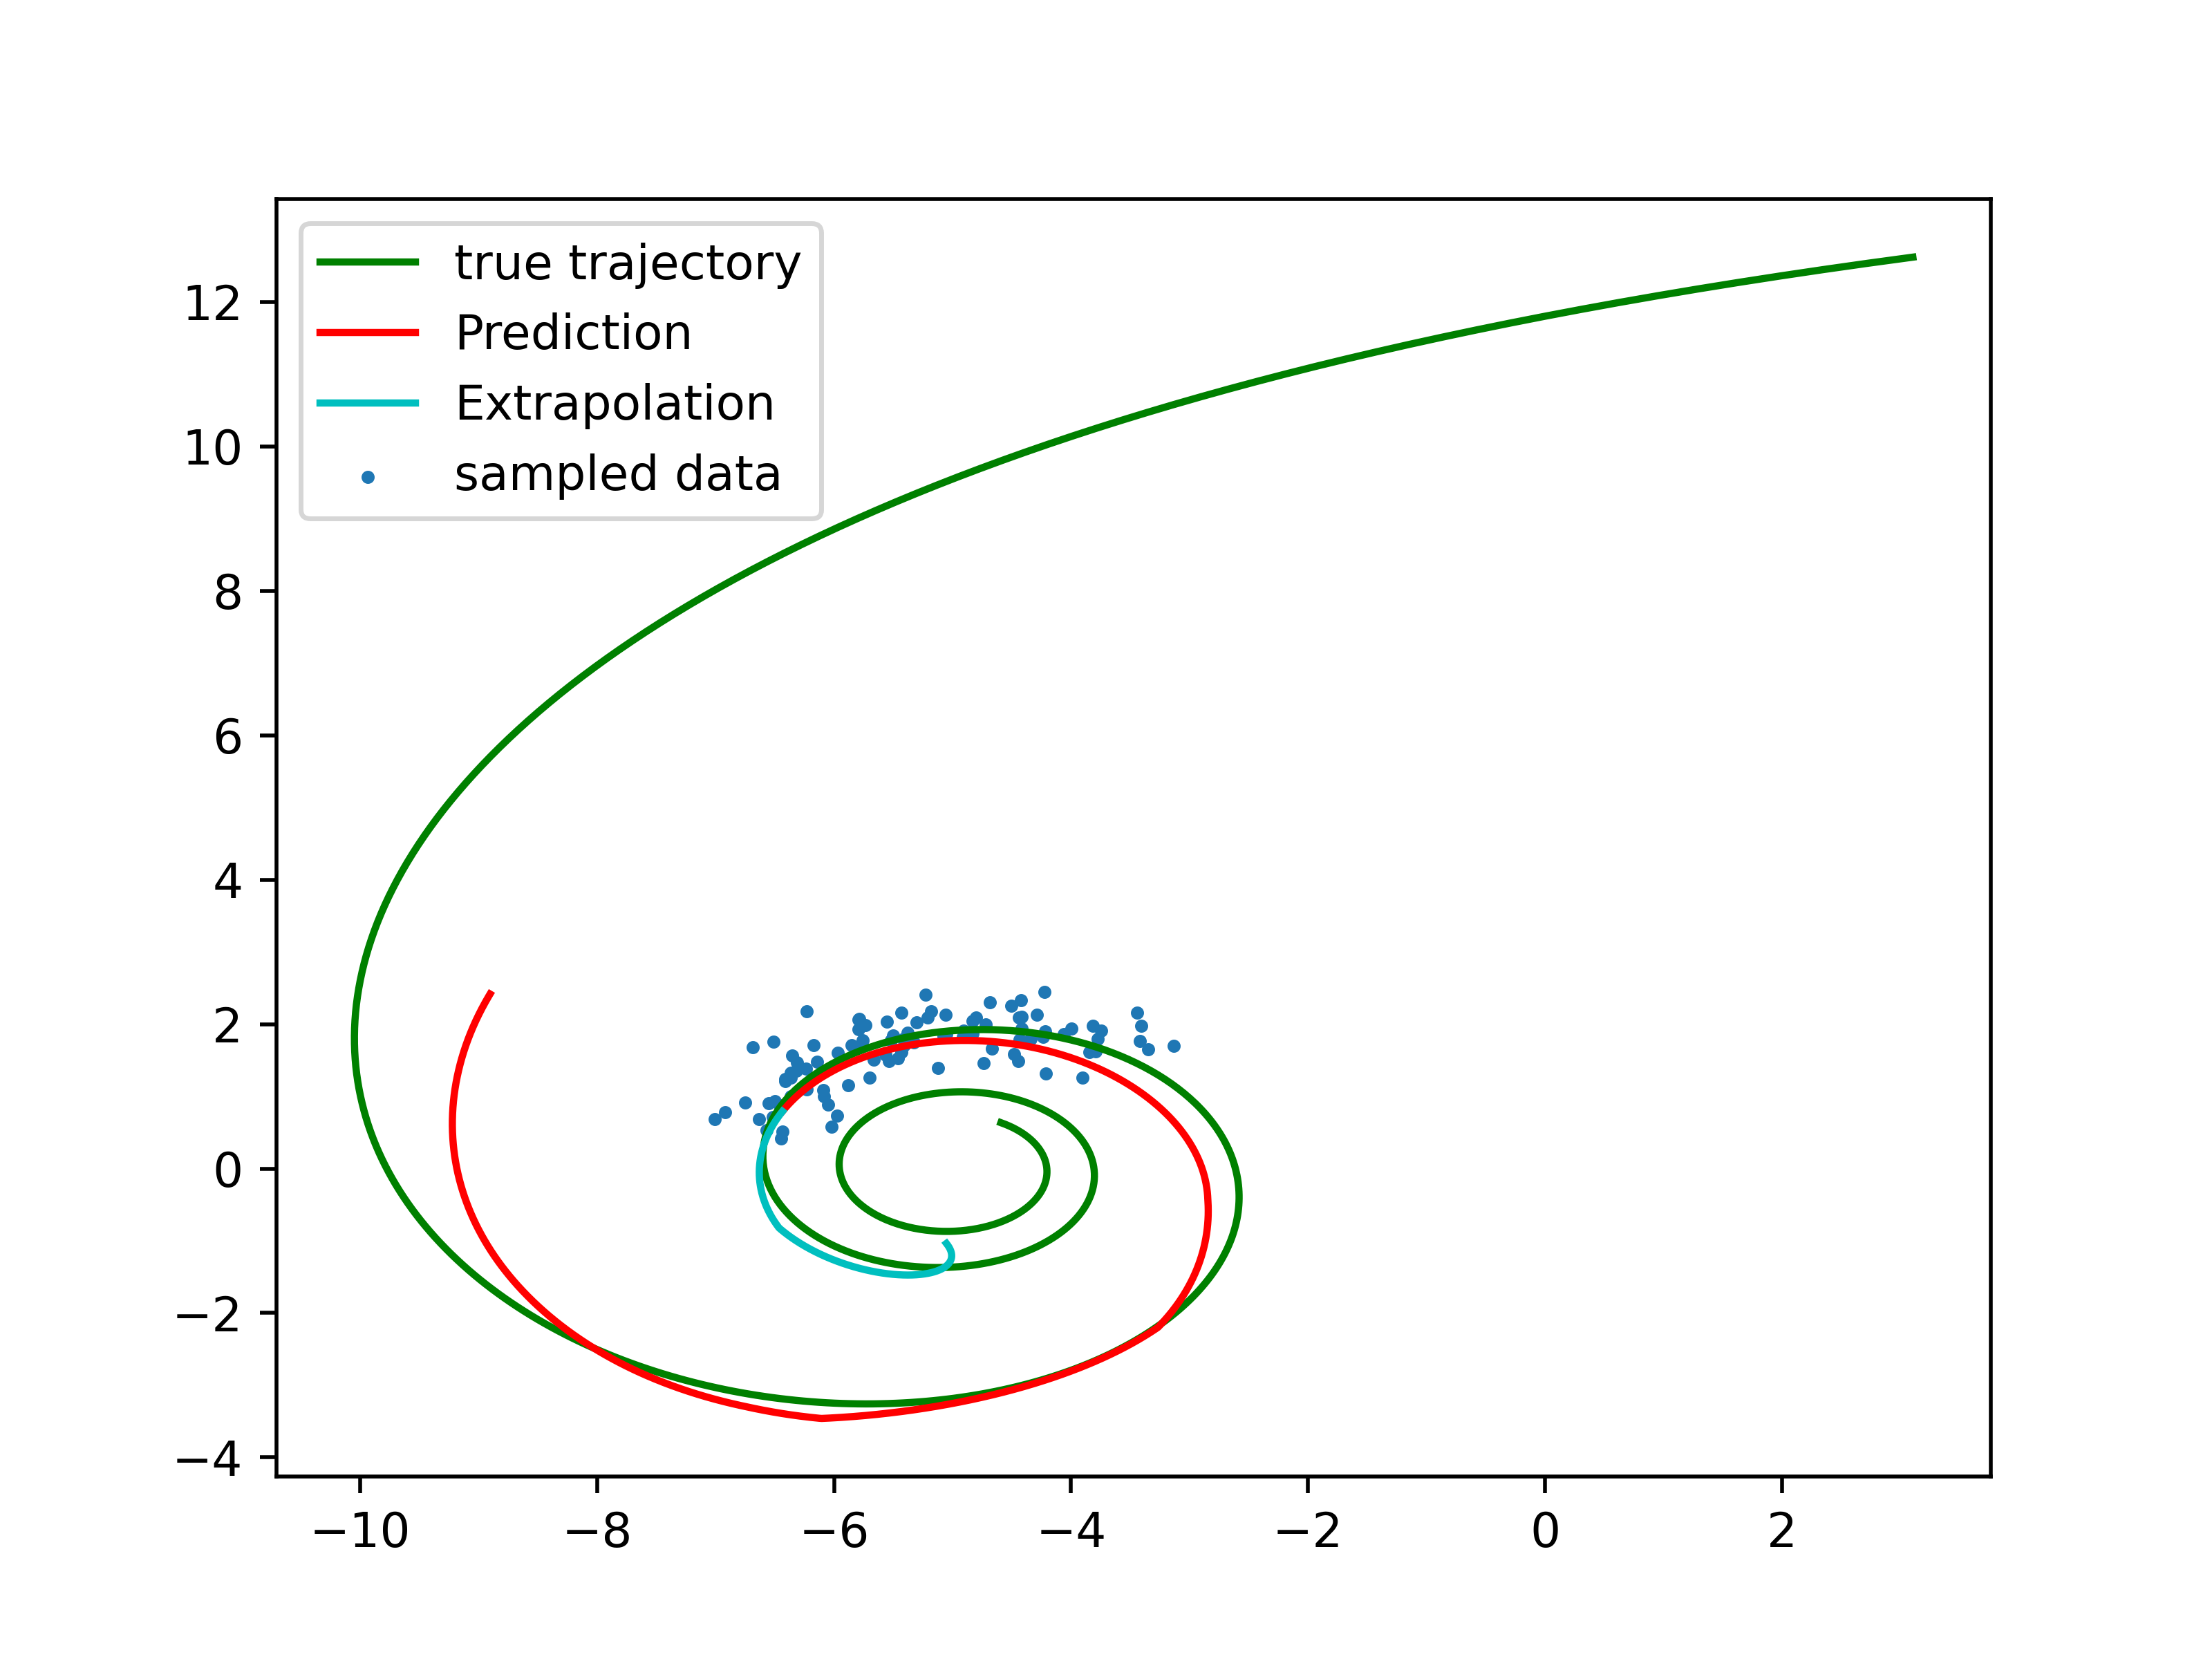 true trajectory
Prediction
Extrapolation
sampled data
12
10
8
6
4
2
0
−2
−4
−10 −8 −6 −4 −2 0 2